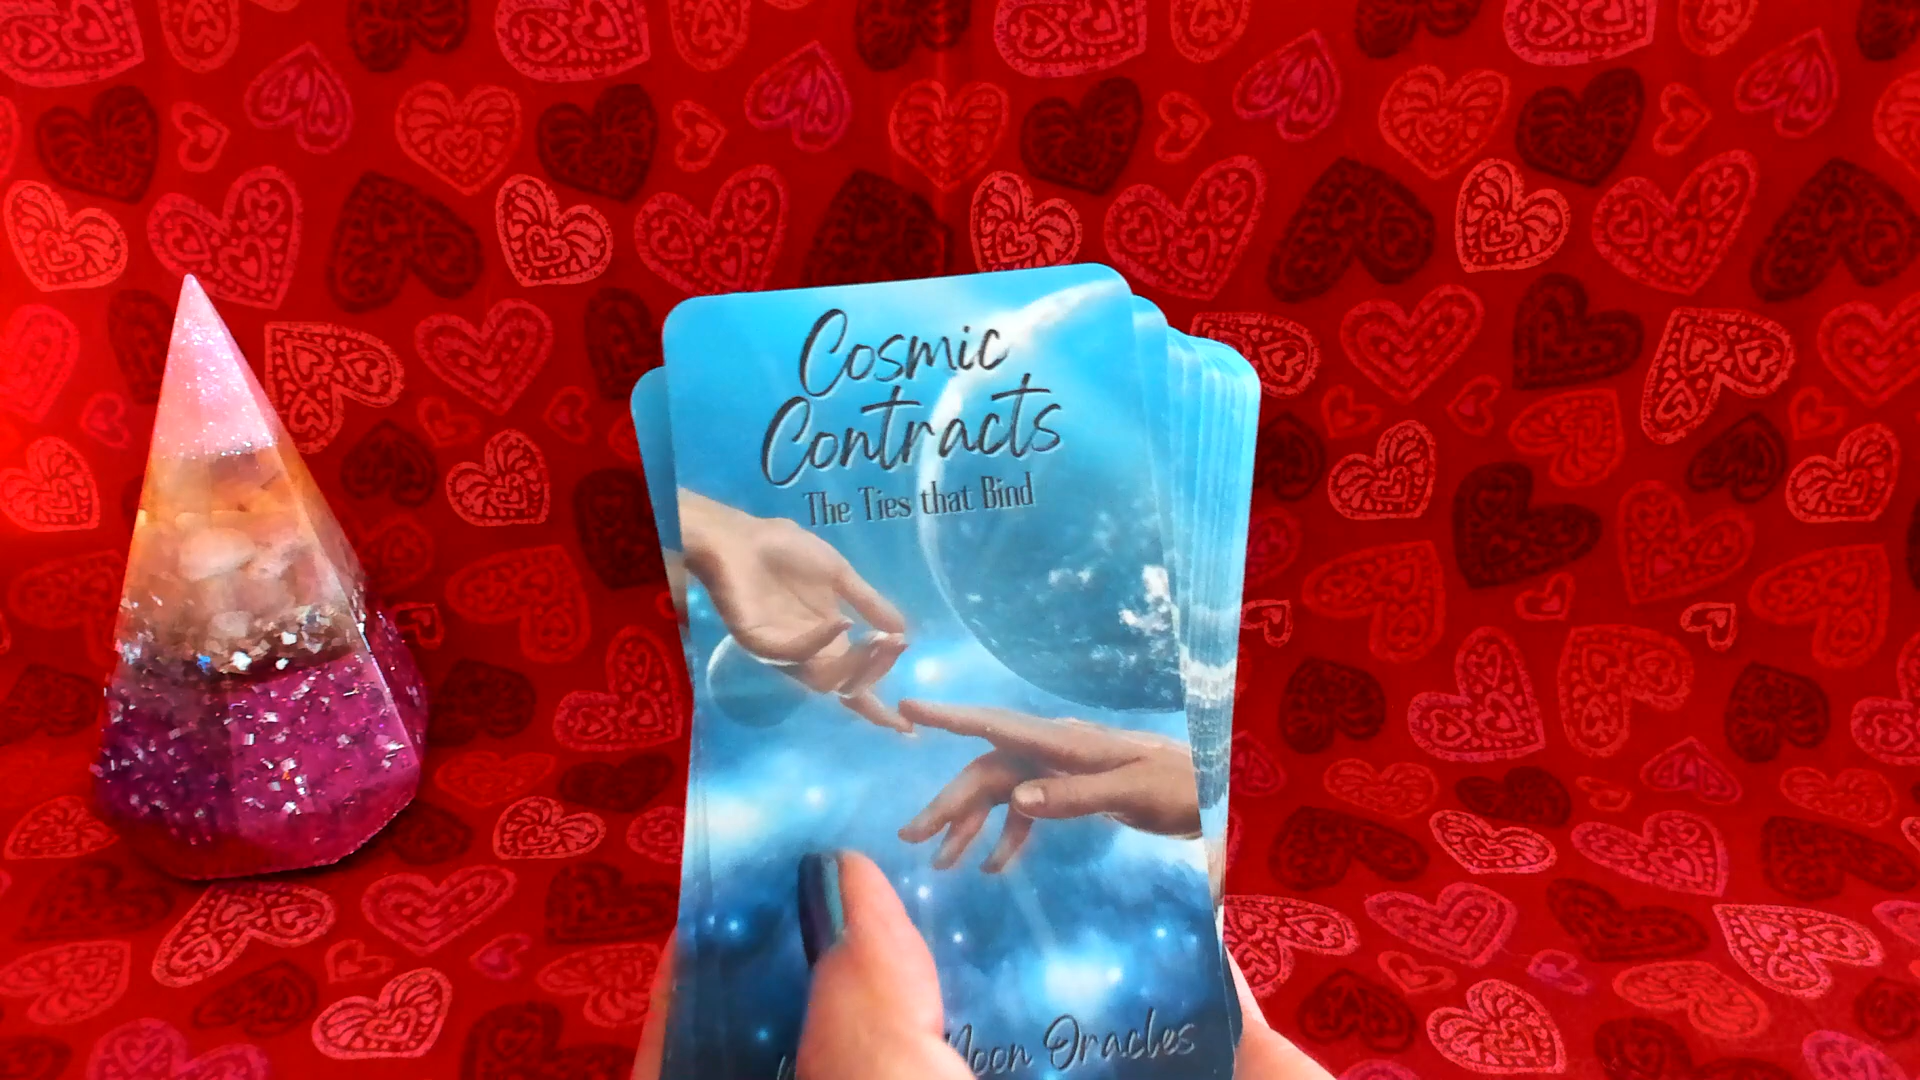 Cosmic
Contracts
The Ties that Bind
Moon Oracles